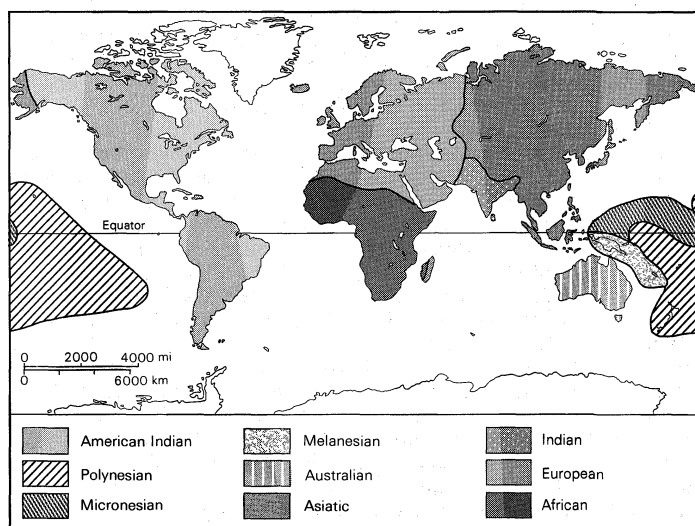 Equator
0 2000 4000 mi
0 6000 km
American Indian
Polynesian
Micronesian
Melanesian
Australian
Asiatic
Indian
European
African